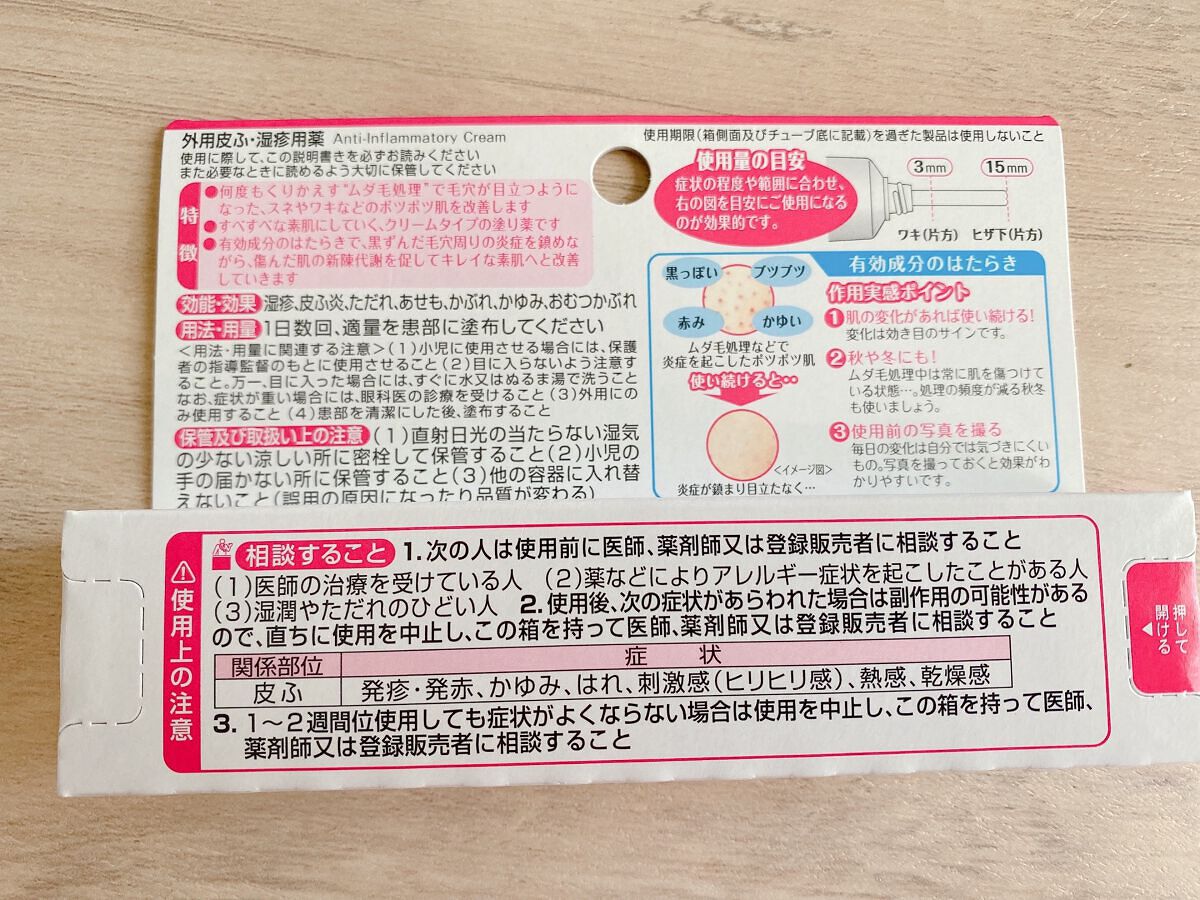 外用皮ふ・湿疹用薬 Anti-Inflammatory Cream
使用に際して、この説明書きを必ずお読みください
また必要なときに読めるよう大切に保管してください
特徴
●何度もくりかえす"ムダ毛処理"で毛穴が目立つように
なった、スネやワキなどのポツポツ肌を改善します
●すべすべな素肌にしていく、クリームタイプの塗り薬です
●有効成分のはたらきで、黒ずんだ毛穴周りの炎症を鎮めな
がら、傷んだ肌の新陳代謝を促してキレイな素肌へと改善
していきます
効能・効果 湿疹、皮ふ炎、ただれ、あせも、かぶれ、かゆみ、おむつかぶれ
用法・用量 1日数回、適量を患部に塗布してください
<用法・用量に関連する注意>(1)小児に使用させる場合には、保護
者の指導監督のもとに使用させること(2)目に入らないよう注意す
ること。万一、目に入った場合には、すぐに水又はぬるま湯で洗うこと
なお、症状が重い場合には、眼科医の診療を受けること(3)外用にの
み使用すること(4)患部を清潔にした後、塗布すること
保管及び取扱い上の注意 (1)直射日光の当たらない湿気
の少ない涼しい所に密栓して保管すること(2)小児の
手の届かない所に保管すること(3)他の容器に入れ替
えないこと(誤用の原因になったり品質が変わる)
使用期限(箱側面及びチューブ底に記載)を過ぎた製品は使用しないこと
使用量の目安
症状の程度や範囲に合わせ、
右の図を目安にご使用になる
のが効果的です。
3mm 15mm
ワキ(片方) ヒザ下(片方)
有効成分のはたらき
黒っぽい ブツブツ
赤み かゆい
ムダ毛処理などで
炎症を起こしたポツポツ肌
使い続けると‥
<イメージ図>
炎症が鎮まり目立たなく…
作用実感ポイント
1 肌の変化があれば使い続ける!
変化は効き目のサインです。
2 秋や冬にも!
ムダ毛処理中は常に肌を傷つけて
いる状態…。処理の頻度が減る秋冬
も使いましょう。
3 使用前の写真を撮る
毎日の変化は自分では気づきにくい
もの。写真を撮っておくと効果がわ
かりやすいです。
使用上の注意
相談すること 1. 次の人は使用前に医師、薬剤師又は登録販売者に相談すること
(1)医師の治療を受けている人 (2)薬などによりアレルギー症状を起こしたことがある人
(3)湿潤やただれのひどい人 2. 使用後、次の症状があらわれた場合は副作用の可能性がある
ので、直ちに使用を中止し、この箱を持って医師、薬剤師又は登録販売者に相談すること
関係部位 症状
皮ふ 発疹・発赤、かゆみ、はれ、刺激感(ヒリヒリ感)、熱感、乾燥感
3. 1～2週間位使用しても症状がよくならない場合は使用を中止し、この箱を持って医師、
薬剤師又は登録販売者に相談すること
押して
開ける